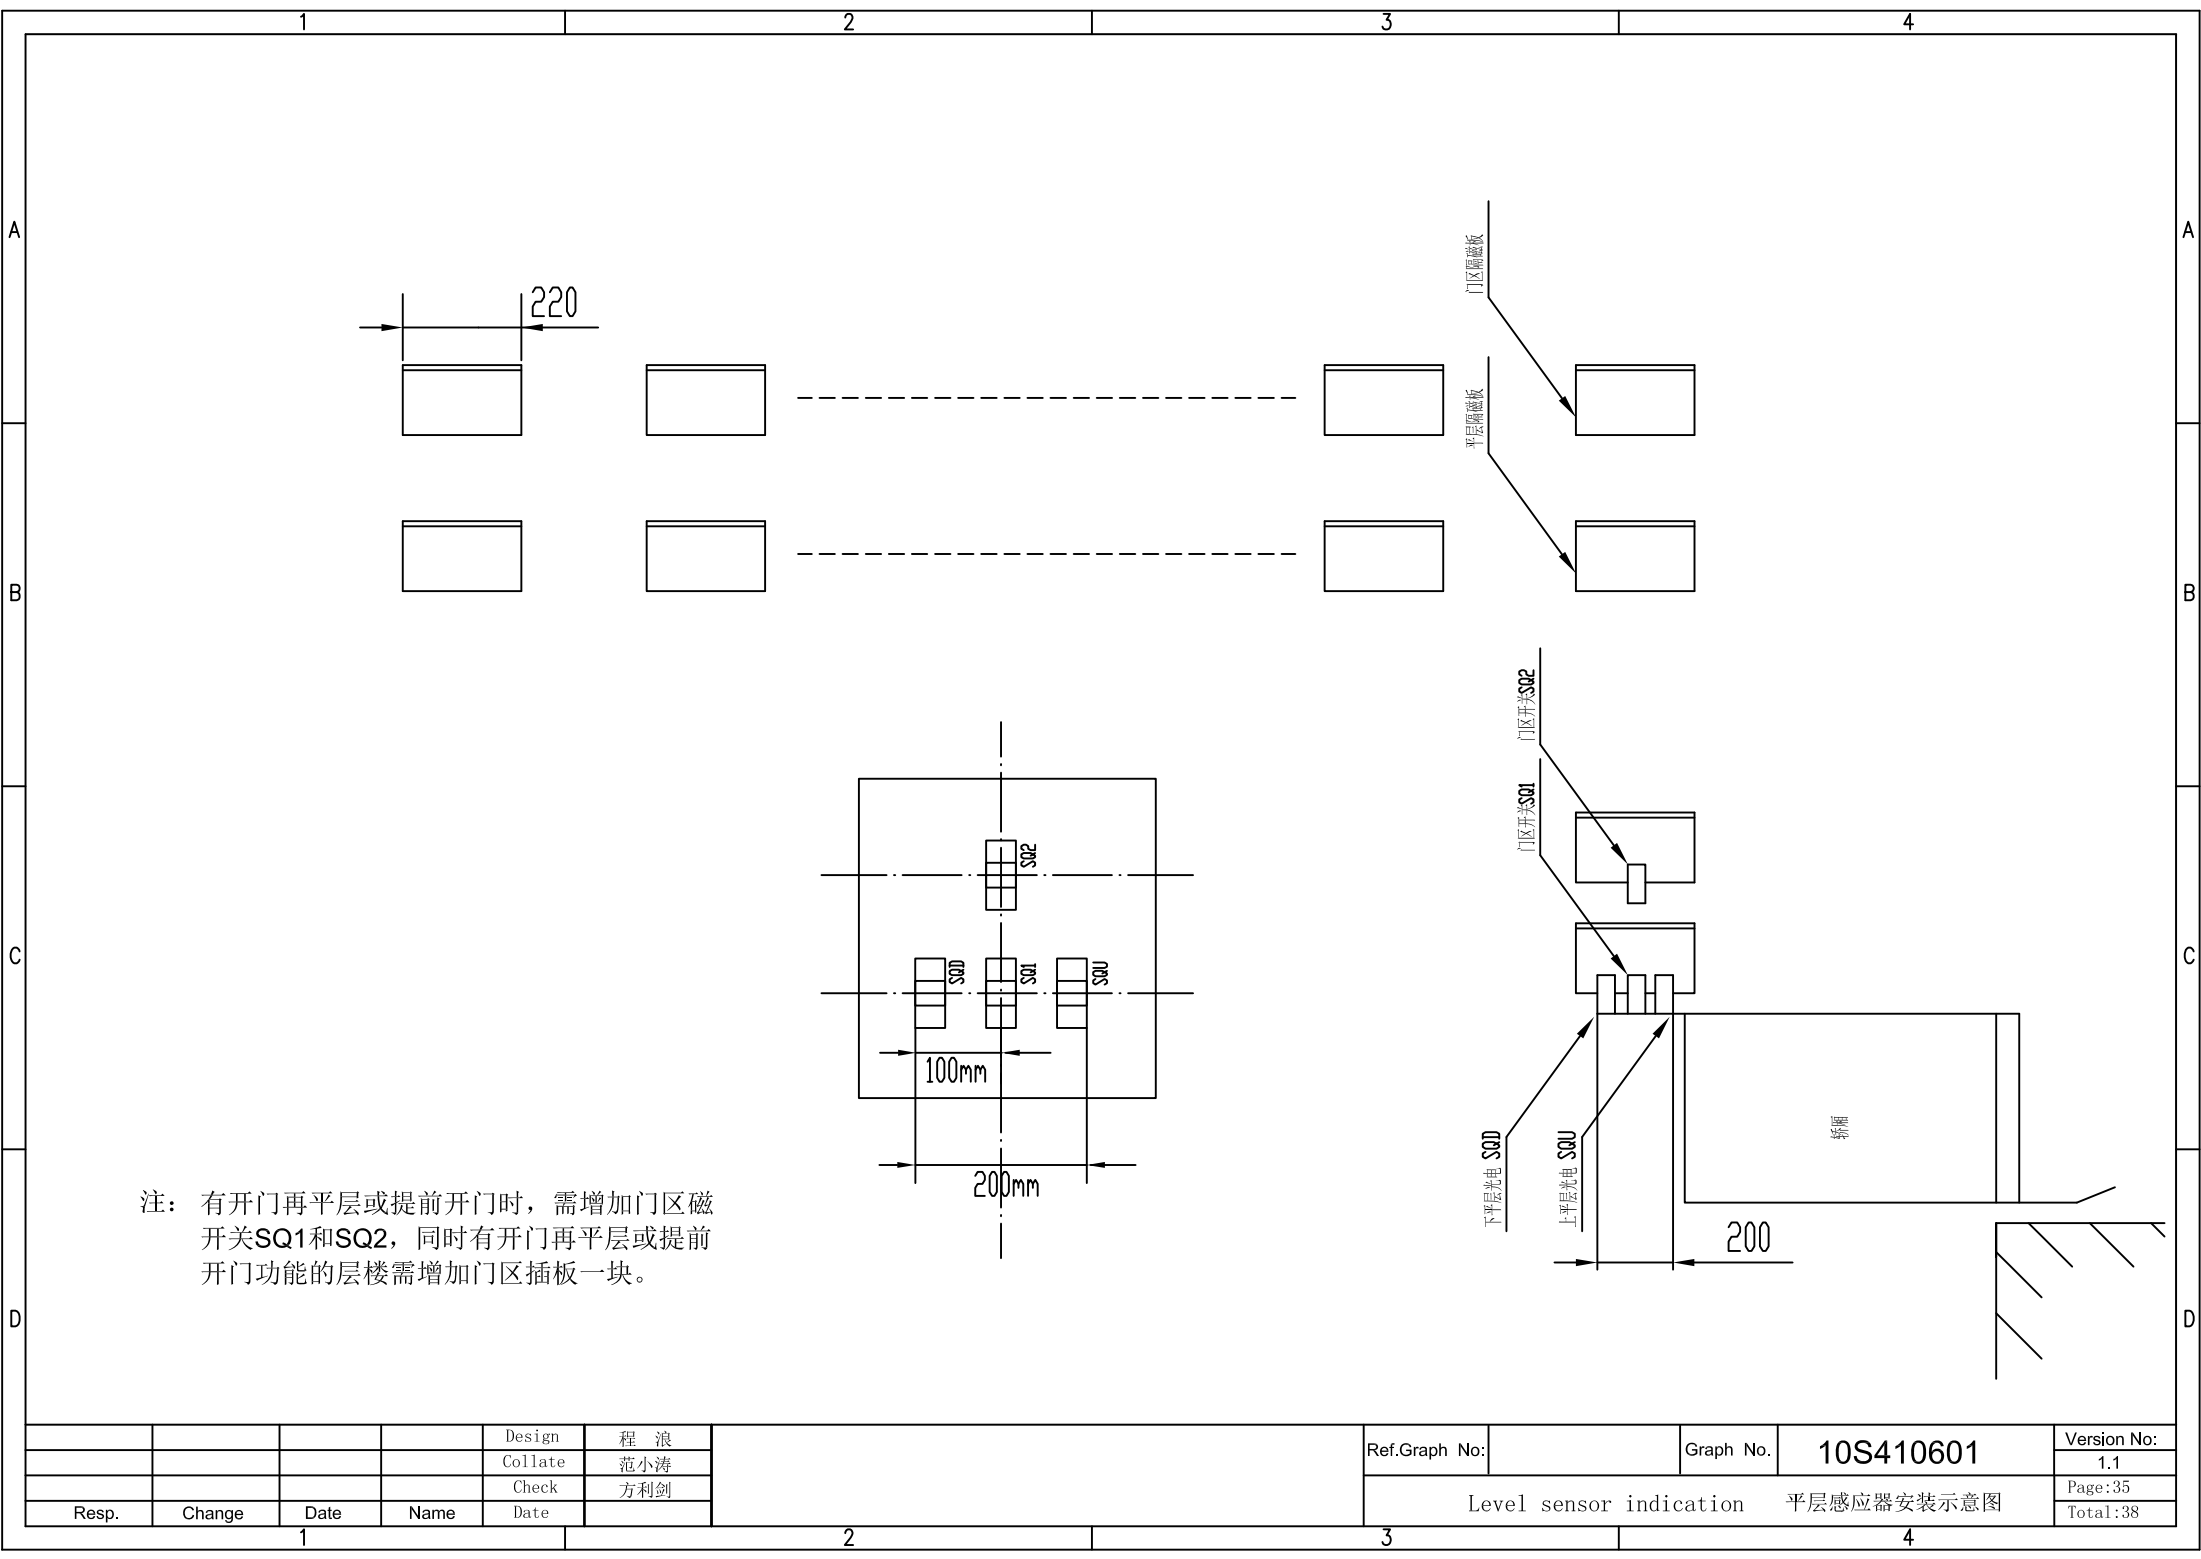 1 2 3 4
A A
门区隔磁板
220
平层隔磁板
B B
门区开关SQ2
门区开关SQ1
SQ2
C C
SQD SQ1 SQU
100mm
轿厢
下平层光电 SQD
上平层光电 SQU
200mm
200
注： 有开门再平层或提前开门时，需增加门区磁
开关SQ1和SQ2，同时有开门再平层或提前
开门功能的层楼需增加门区插板一块。
D D
Design 程 浪
Collate 范小涛
Check 方利剑
Resp. Change Date Name Date
Ref.Graph No: Graph No. 10S410601 Version No:
1.1
Level sensor indication 平层感应器安装示意图 Page:35
Total:38
1 2 3 4